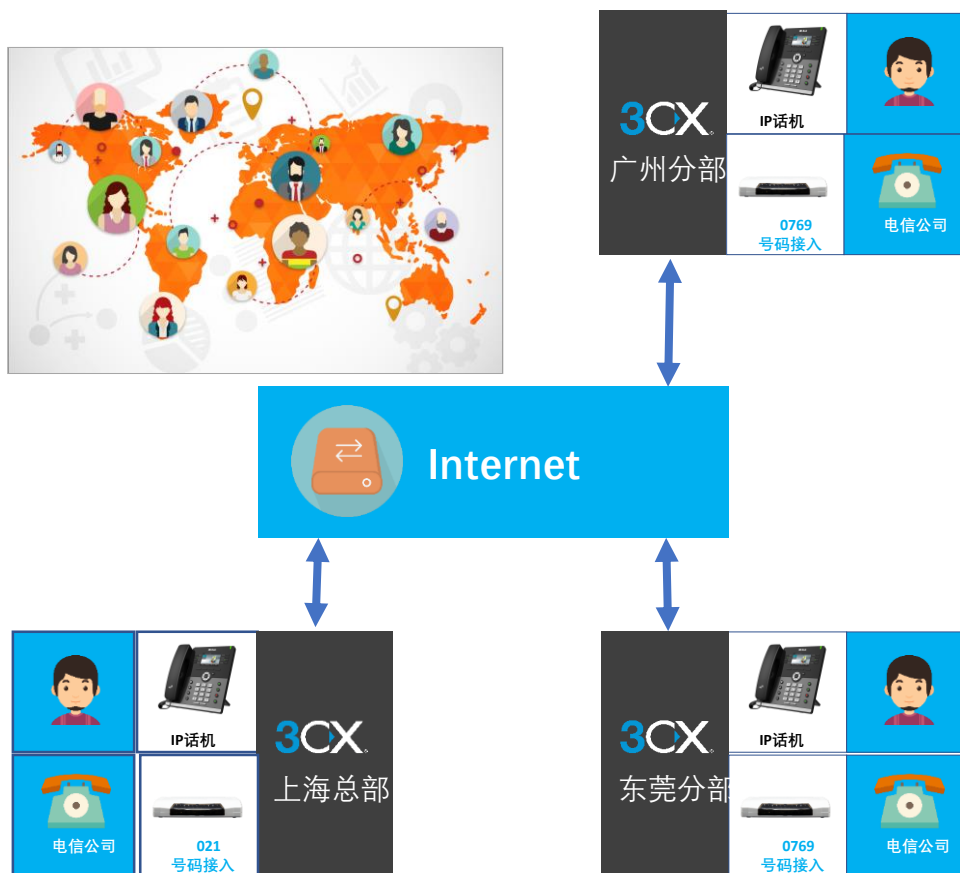 3CX
广州分部
IP话机
0769
号码接入
电信公司
Internet
IP话机
3CX
上海总部
电信公司
021
号码接入
3CX
东莞分部
IP话机
0769
号码接入
电信公司